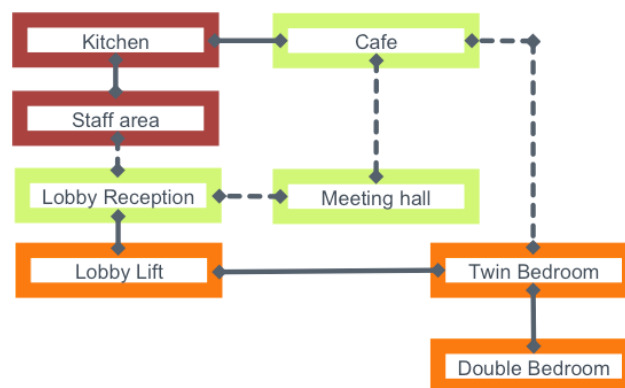 Kitchen
Cafe
Staff area
Lobby Reception
Meeting hall
Lobby Lift
Twin Bedroom
Double Bedroom